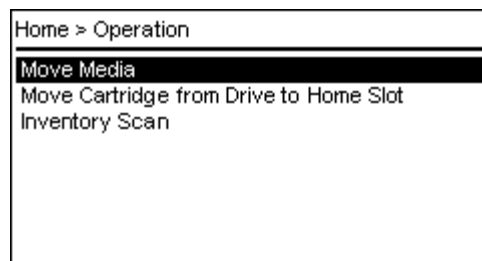 Home > Operation
Move Media
Move Cartridge from Drive to Home Slot
Inventory Scan